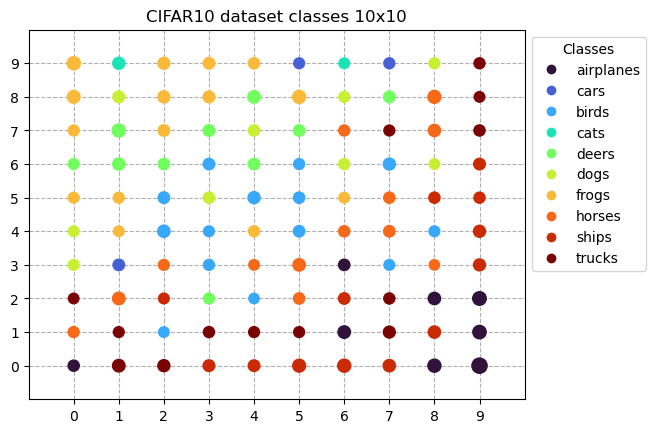 CIFAR10 dataset classes 10x10
9
8
7
6
5
4
3
2
1
0
0 1 2 3 4 5 6 7 8 9
Classes
airplanes
cars
birds
cats
deers
dogs
frogs
horses
ships
trucks